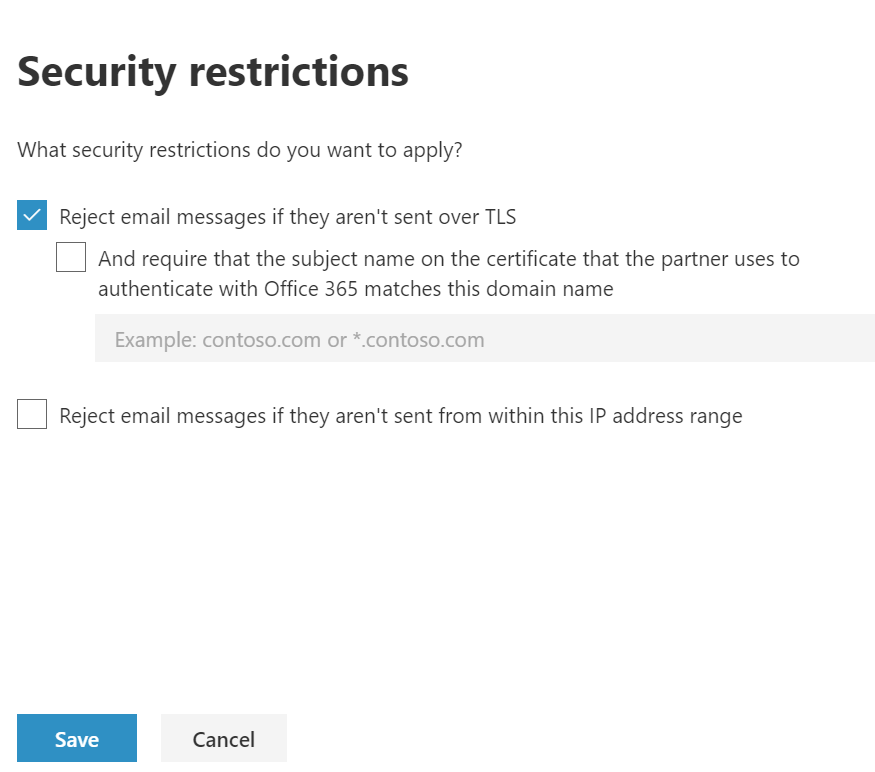 Security restrictions
What security restrictions do you want to apply?
Reject email messages if they aren't sent over TLS
And require that the subject name on the certificate that the partner uses to
authenticate with Office 365 matches this domain name
Example: contoso.com or *.contoso.com
Reject email messages if they aren't sent from within this IP address range
Save
Cancel